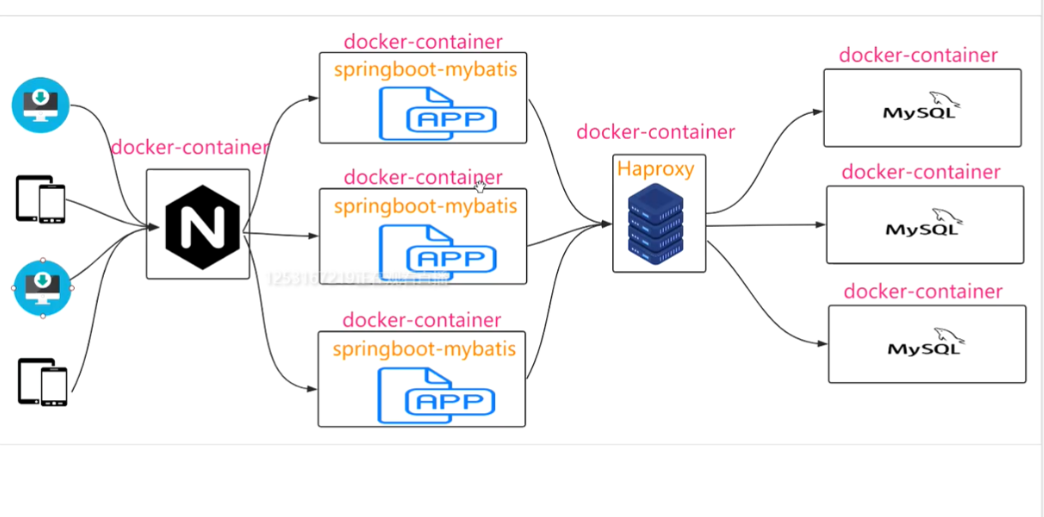 docker-container
springboot-mybatis
APP
docker-container
N
docker-container
springboot-mybatis
APP
docker-container
springboot-mybatis
APP
docker-container
Haproxy
docker-container
MySQL
docker-container
MySQL
docker-container
MySQL